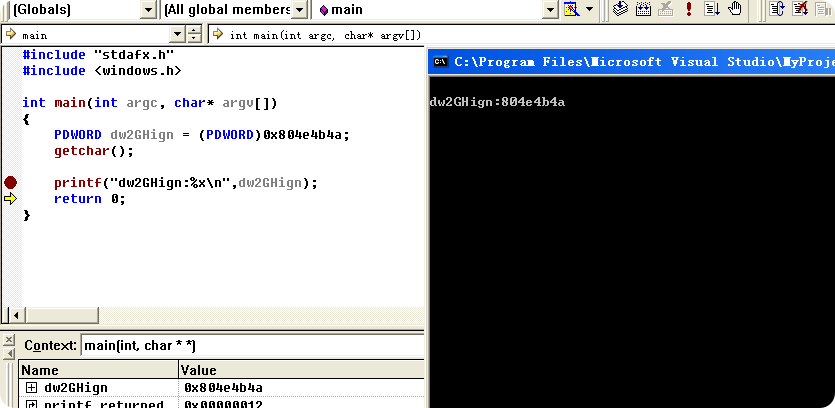 (Globals)
(All global members
main
main
int main(int argc, char* argv[])
#include "stdafx.h"
#include <windows.h>
int main(int argc, char* argv[])
{
PDWORD dw2GHign = (PDWORD)0x804e4b4a;
getchar();
printf("dw2GHign:%x\n",dw2GHign);
return 0;
}
C:\Program Files\Microsoft Visual Studio\MyProje
dw2GHign:804e4b4a
Context: main(int, char * *)
Name Value
dw2GHign 0x804e4b4a
printf returned 0x00000012